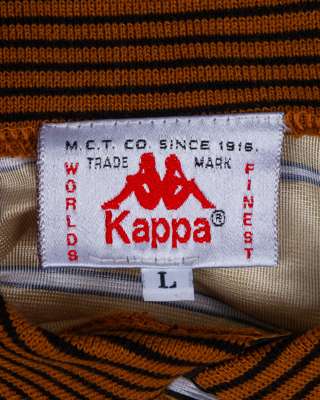 M.C.T. CO. SINCE 1916.
TRADE MARK
WORLDS
FINEST
Kappa®
L